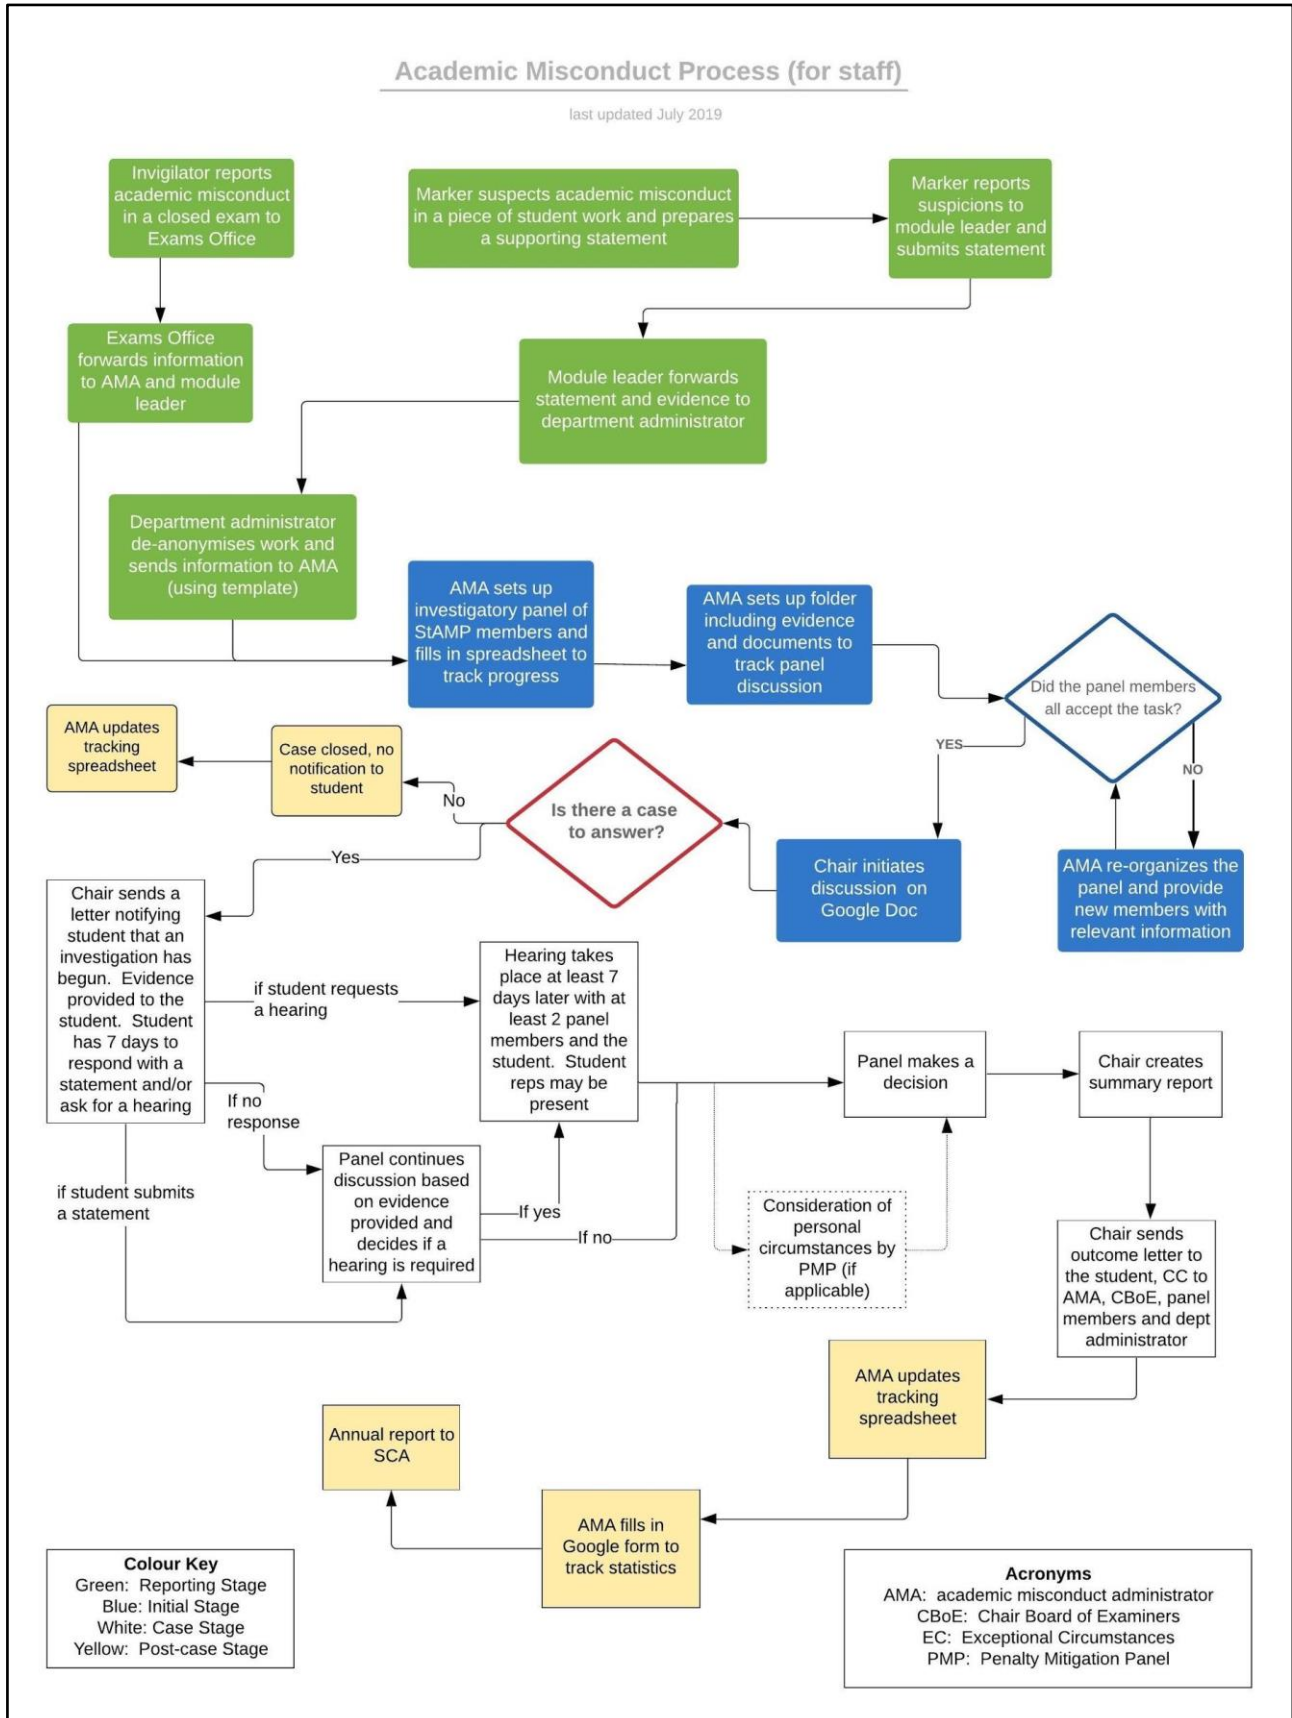 Academic Misconduct Process (for staff)
last updated July 2019
Invigilator reports
academic misconduct
in a closed exam to
Exams Office
Marker suspects academic misconduct
in a piece of student work and prepares
a supporting statement
Marker reports
suspicions to
module leader and
submits statement
Exams Office
forwards information
to AMA and module
leader
Module leader forwards
statement and evidence to
department administrator
Department administrator
de-anonymises work and
sends information to AMA
(using template)
AMA sets up
investigatory panel of
StAMP members and
fills in spreadsheet to
track progress
AMA sets up folder
including evidence
and documents to
track panel
discussion
Did the panel members
all accept the task?
YES
NO
AMA re-organizes the
panel and provide
new members with
relevant information
Chair initiates
discussion on
Google Doc
Is there a case
to answer?
No
Case closed, no
notification to
student
AMA updates
tracking
spreadsheet
Yes
Chair sends a
letter notifying
student that an
investigation has
begun. Evidence
provided to the
student. Student
has 7 days to
respond with a
statement and/or
ask for a hearing
if student requests
a hearing
Hearing takes
place at least 7
days later with at
least 2 panel
members and the
student. Student
reps may be
present
If no
response
if student submits
a statement
Panel continues
discussion based
on evidence
provided and
decides if a
hearing is required
If yes
If no
Consideration of
personal
circumstances by
PMP (if
applicable)
Panel makes a
decision
Chair creates
summary report
Chair sends
outcome letter to
the student, CC to
AMA, CBoE, panel
members and dept
administrator
AMA updates
tracking
spreadsheet
AMA fills in
Google form to
track statistics
Annual report to
SCA
Colour Key
Green: Reporting Stage
Blue: Initial Stage
White: Case Stage
Yellow: Post-case Stage
Acronyms
AMA: academic misconduct administrator
CBoE: Chair Board of Examiners
EC: Exceptional Circumstances
PMP: Penalty Mitigation Panel